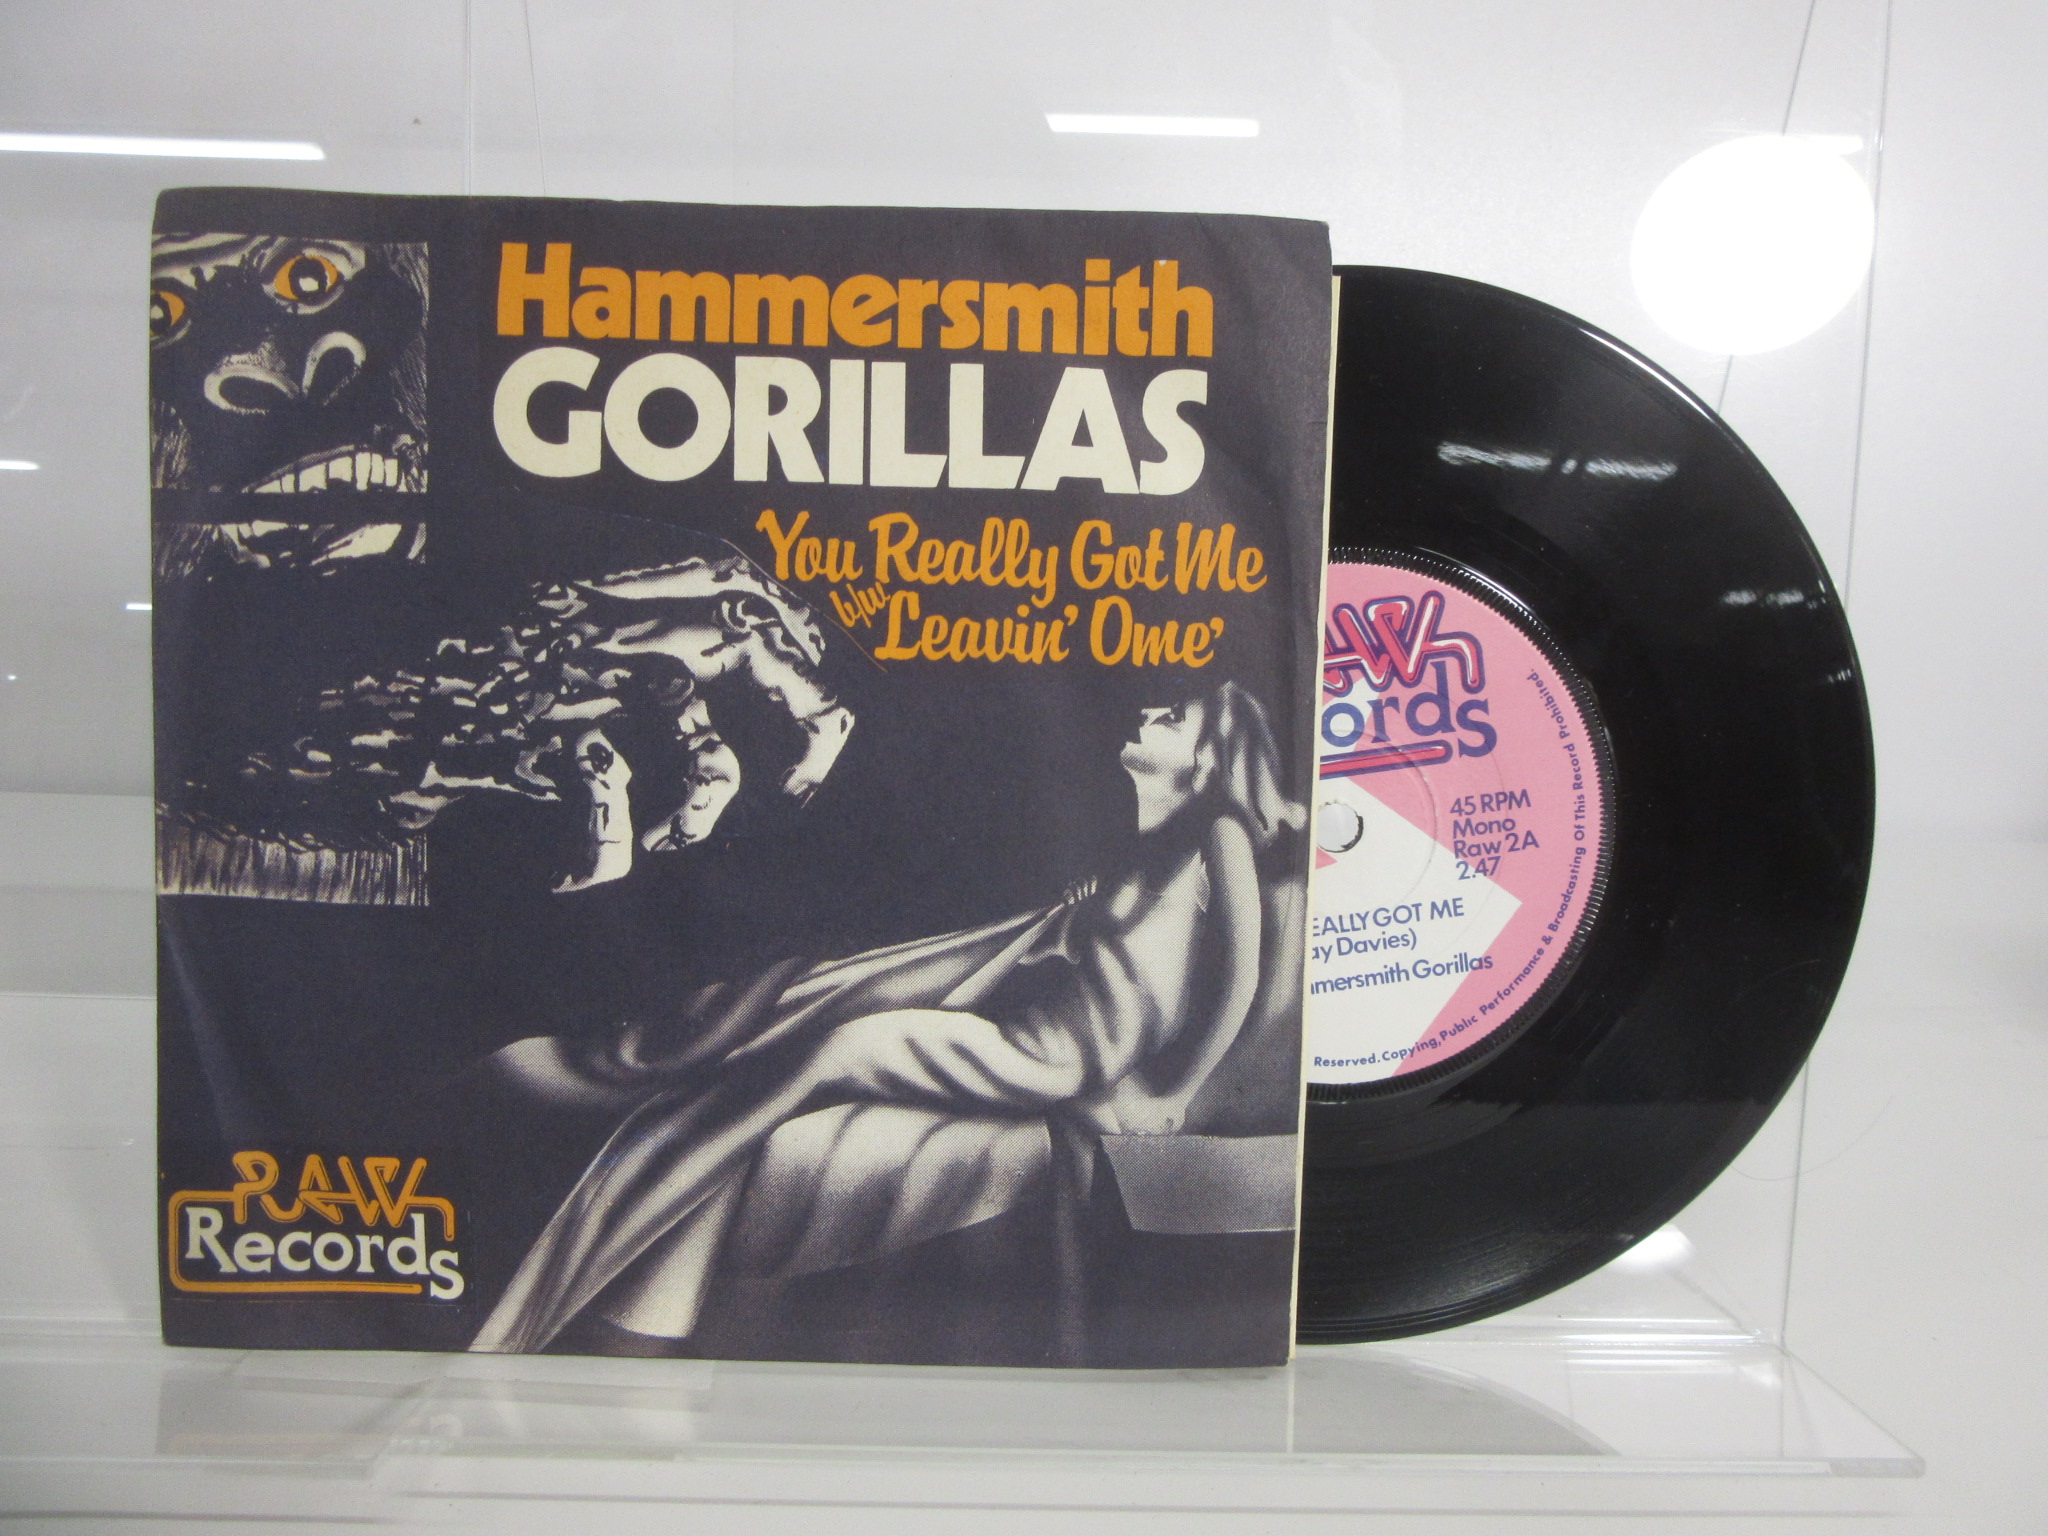 Hammersmith
GORILLAS
You Really Got Me
b/w
'Leavin' Ome'
RAW
Records
RAW
ords
45 RPM
Mono
Raw 2A
2.47
EALLY GOT ME
ay Davies)
mersmith Gorillas
Reserved. Copying, Public Performance & Broadcasting Of This Record Prohibited.